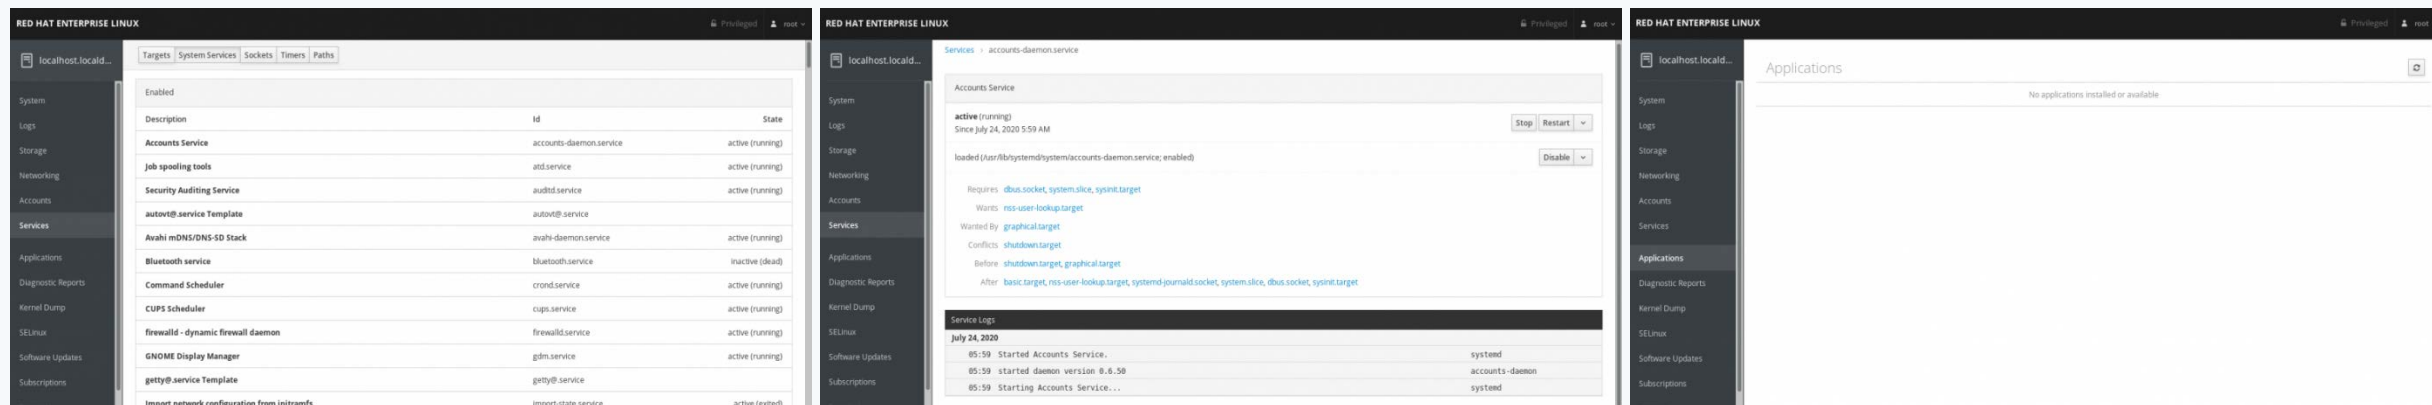 RED HAT ENTERPRISE LINUX
Privileged root
localhost.locald...
System
Logs
Storage
Networking
Accounts
Services
Applications
Diagnostic Reports
Kernel Dump
SELinux
Software Updates
Subscriptions
Targets System Services Sockets Timers Paths
Enabled
Description Id State
Accounts Service accounts-daemon.service active (running)
Job spooling tools atd.service active (running)
Security Auditing Service auditd.service active (running)
autovt@.service Template autovt@.service
Avahi mDNS/DNS-SD Stack avahi-daemon.service active (running)
Bluetooth service bluetooth.service inactive (dead)
Command Scheduler crond.service active (running)
CUPS Scheduler cups.service active (running)
firewalld - dynamic firewall daemon firewalld.service active (running)
GNOME Display Manager gdm.service active (running)
getty@.service Template getty@.service
Import network configuration from initramfs import-state.service active (exited)
RED HAT ENTERPRISE LINUX
Privileged root
localhost.locald...
System
Logs
Storage
Networking
Accounts
Services
Applications
Diagnostic Reports
Kernel Dump
SELinux
Software Updates
Subscriptions
Services › accounts-daemon.service
Accounts Service
active (running)
Since July 24, 2020 5:59 AM
Stop Restart
loaded (/usr/lib/systemd/system/accounts-daemon.service; enabled)
Disable
Requires dbus.socket, system.slice, sysinit.target
Wants nss-user-lookup.target
Wanted By graphical.target
Conflicts shutdown.target
Before shutdown.target, graphical.target
After basic.target, nss-user-lookup.target, systemd-journald.socket, system.slice, dbus.socket, sysinit.target
Service Logs
July 24, 2020
05:59 Started Accounts Service. systemd
05:59 started daemon version 0.6.50 accounts-daemon
05:59 Starting Accounts Service... systemd
RED HAT ENTERPRISE LINUX
Privileged root
localhost.locald...
System
Logs
Storage
Networking
Accounts
Services
Applications
Diagnostic Reports
Kernel Dump
SELinux
Software Updates
Subscriptions
Applications
No applications installed or available